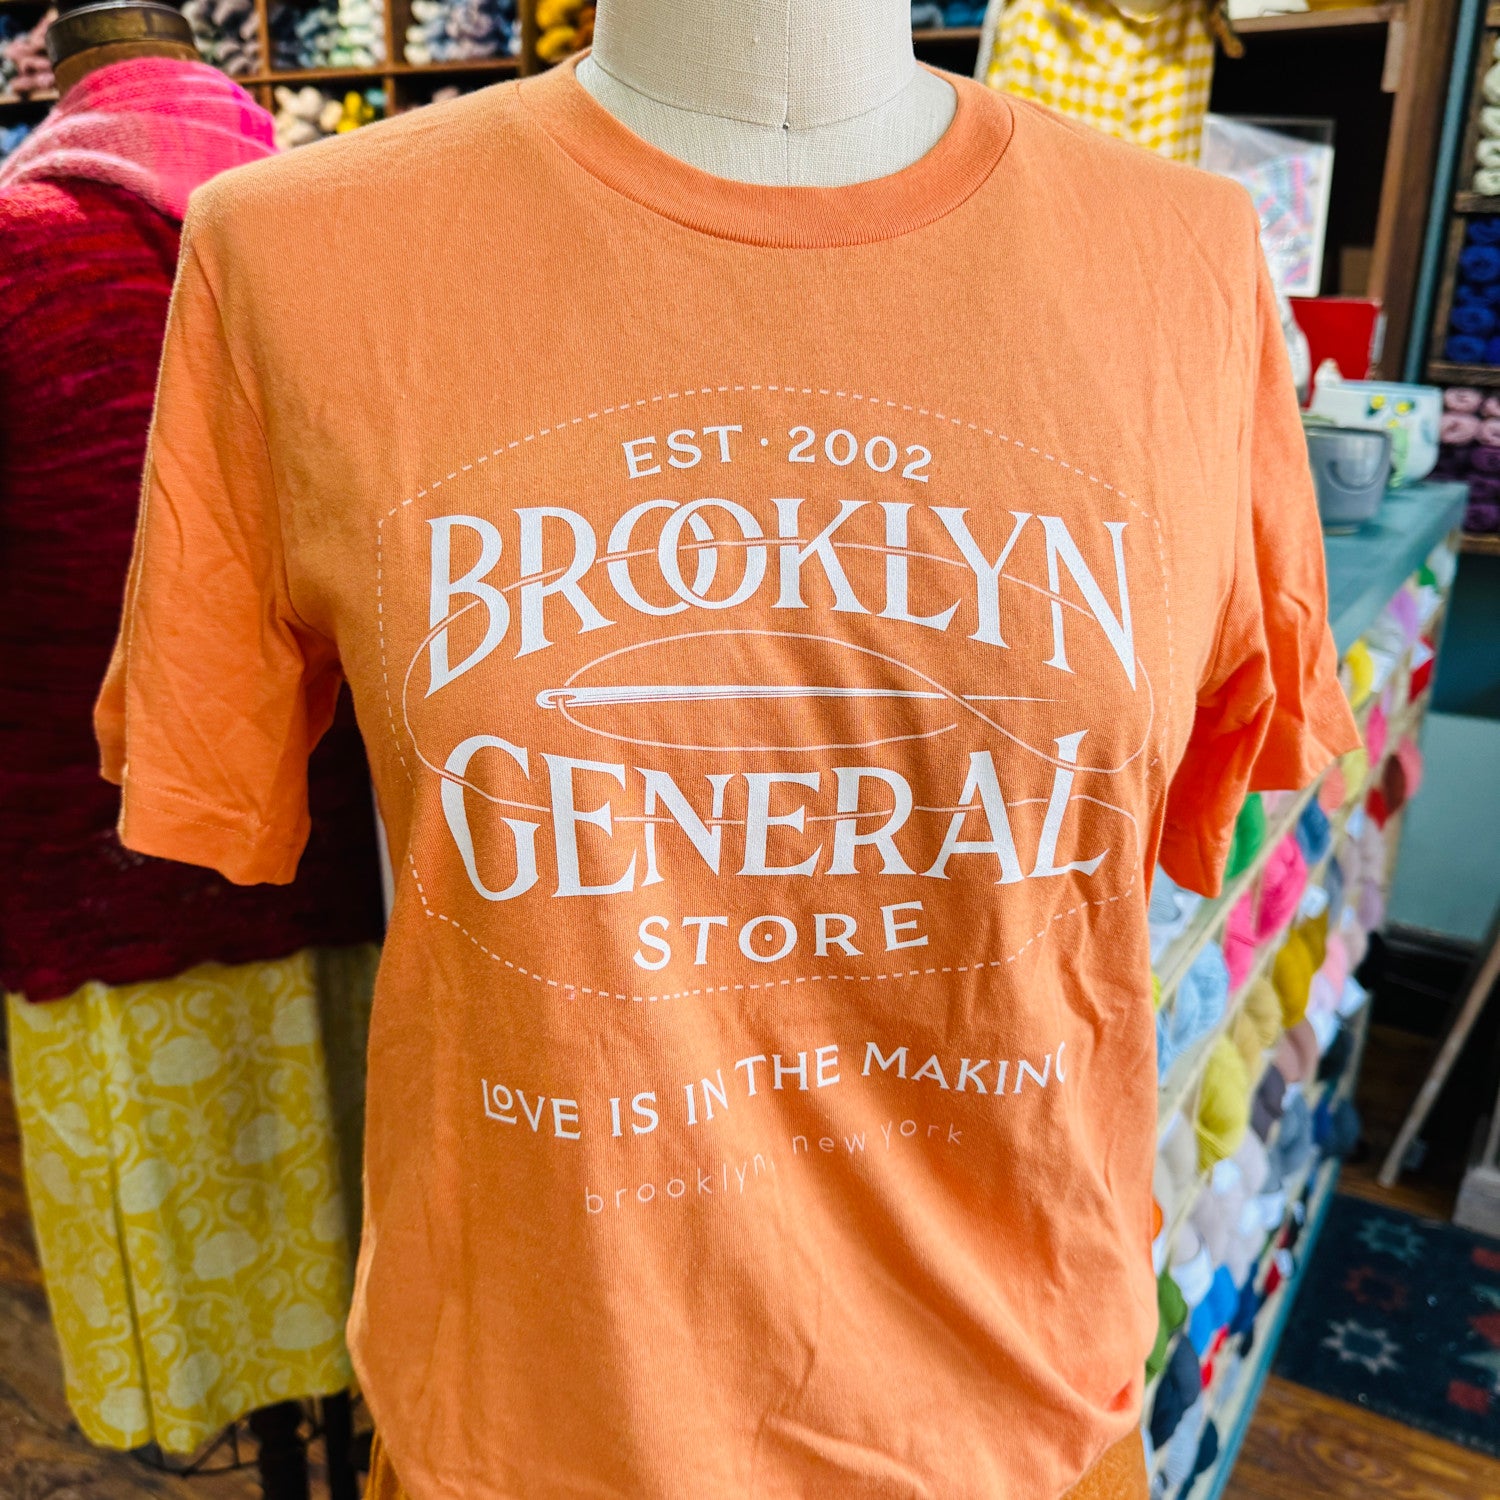 EST · 2002
BROOKLYN
GENERAL
STORE
LOVE IS IN THE MAKING
brooklyn, new york